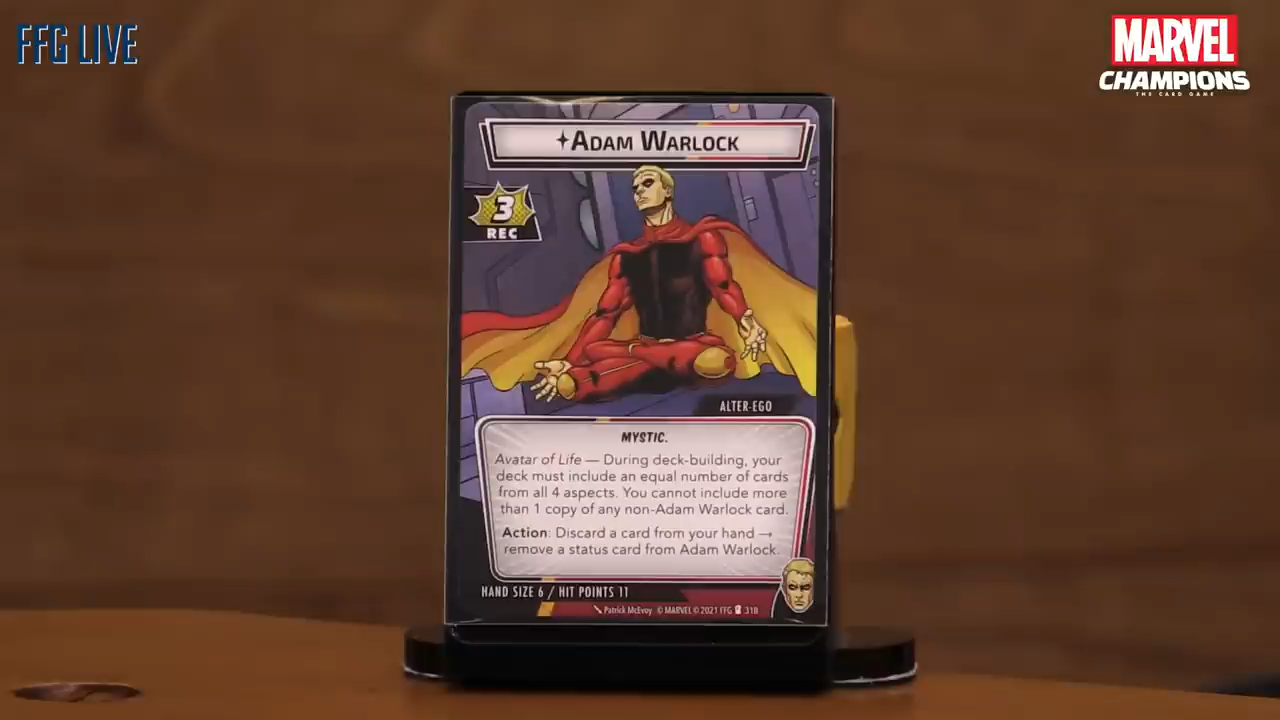 FFG LIVE
MARVEL
CHAMPIONS
THE CARD GAME
ADAM WARLOCK
3
REC
ALTER-EGO
MYSTIC.
Avatar of Life — During deck-building, your
deck must include an equal number of cards
from all 4 aspects. You cannot include more
than 1 copy of any non-Adam Warlock card.
Action: Discard a card from your hand →
remove a status card from Adam Warlock.
HAND SIZE 6 / HIT POINTS 11
Patrick McEvoy © MARVEL © 2021 FFG 31B